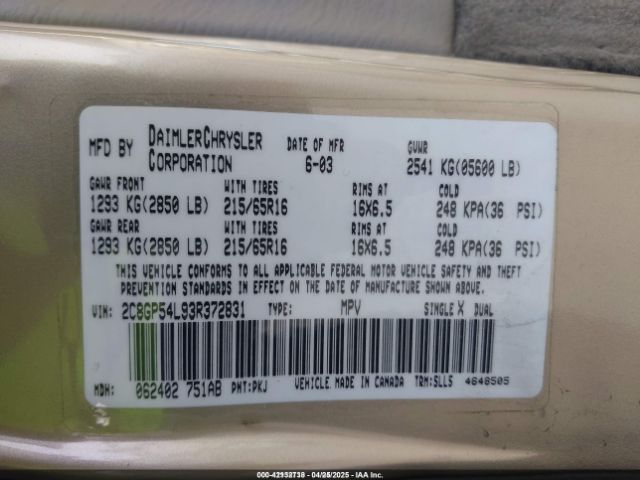 MFD BY DAIMLERCHRYSLER CORPORATION DATE OF MFR 6-03 GVWR 2541 KG(05600 LB)
GAWR FRONT WITH TIRES RIMS AT COLD
1293 KG(2850 LB) 215/65R16 16X6.5 248 KPA(36 PSI)
GAWR REAR WITH TIRES RIMS AT COLD
1293 KG(2850 LB) 215/65R16 16X6.5 248 KPA(36 PSI)
THIS VEHICLE CONFORMS TO ALL APPLICABLE FEDERAL MOTOR VEHICLE SAFETY AND THEFT
PREVENTION STANDARDS IN EFFECT ON THE DATE OF MANUFACTURE SHOWN ABOVE.
VIN: 2C8GP54L93R372831 TYPE: MPV SINGLE X DUAL
MDH: 062402 751AB PNT:PKJ VEHICLE MADE IN CANADA TRM:SLL5 4648505
000-42152738 - 04/25/2025 - IAA Inc.